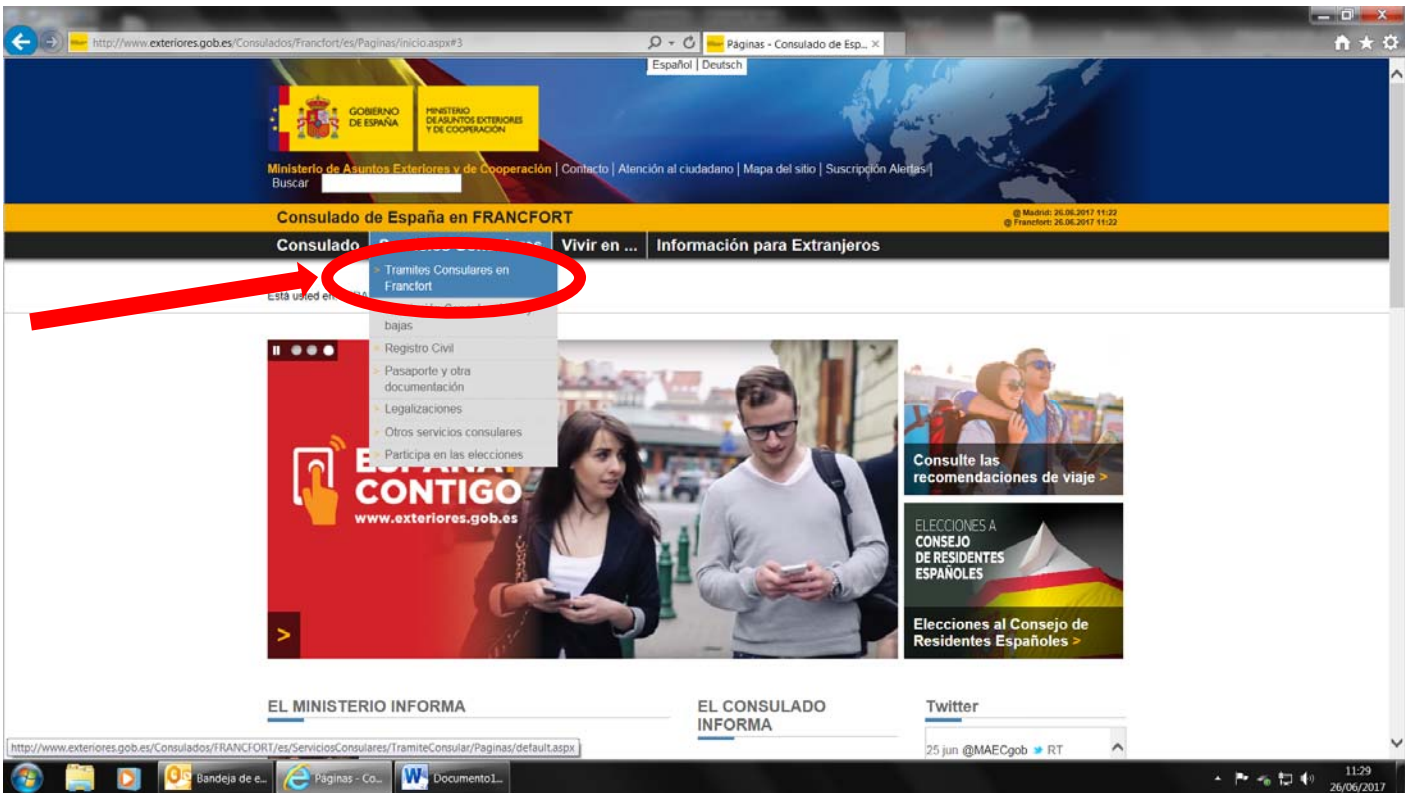 http://www.exteriores.gob.es/Consulados/Francfort/es/Paginas/inicio.aspx#3
Páginas - Consulado de Esp...
Español | Deutsch
GOBIERNO
DE ESPAÑA
MINISTERIO
DE ASUNTOS EXTERIORES
Y DE COOPERACIÓN
Ministerio de Asuntos Exteriores y de Cooperación | Contacto | Atención al ciudadano | Mapa del sitio | Suscripción Alertas |
Buscar
Consulado de España en FRANCFORT
@ Madrid: 26.06.2017 11:22
@ Francfort: 26.06.2017 11:22
Consulado
Vivir en ...
Información para Extranjeros
> Tramites Consulares en
Francfort
Está usted en
bajas
> Registro Civil
> Pasaporte y otra
documentación
> Legalizaciones
> Otros servicios consulares
> Participa en las elecciones
CONTIGO
www.exteriores.gob.es
>
Consulte las
recomendaciones de viaje >
ELECCIONES A
CONSEJO
DE RESIDENTES
ESPAÑOLES
Elecciones al Consejo de
Residentes Españoles >
EL MINISTERIO INFORMA
EL CONSULADO
INFORMA
Twitter
25 jun @MAECgob RT
http://www.exteriores.gob.es/Consulados/FRANCFORT/es/ServiciosConsulares/TramiteConsular/Paginas/default.aspx
Bandeja de e...
Páginas - Co...
Documento1...
11:29
26/06/2017